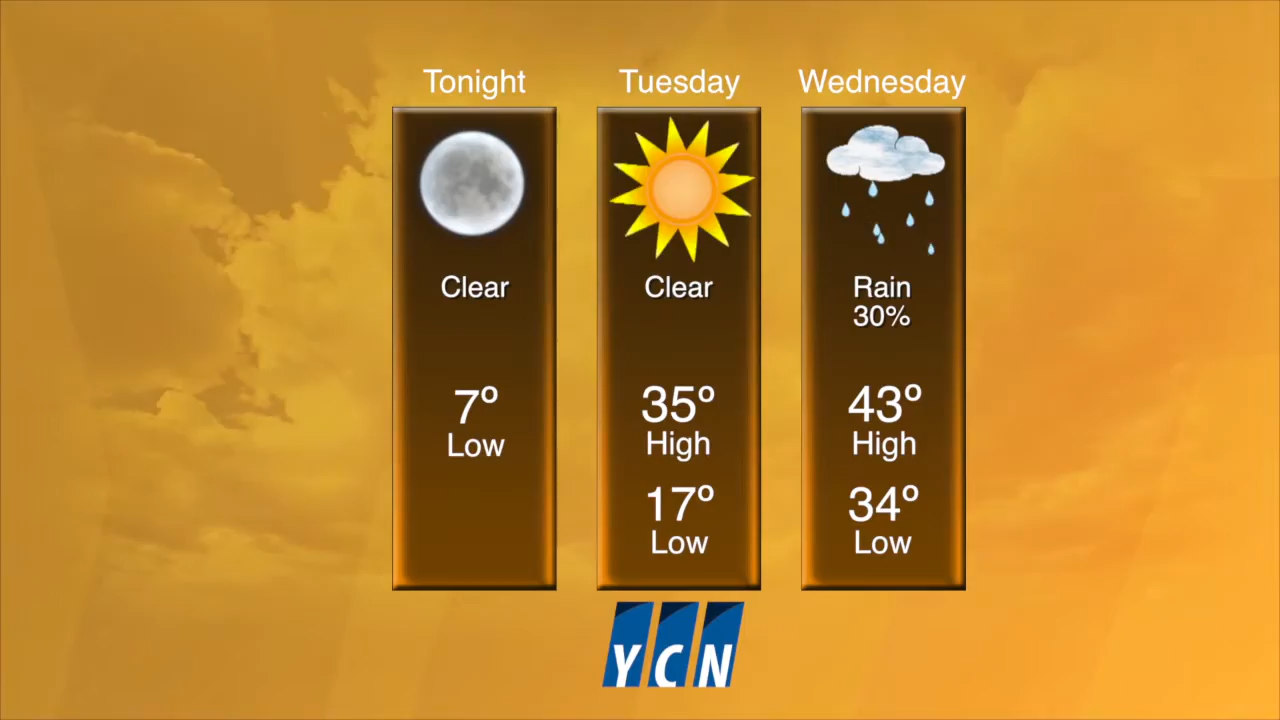 Tonight
Clear
7º
Low
Tuesday
Clear
35º
High
17º
Low
Wednesday
Rain
30%
43º
High
34º
Low
YCN